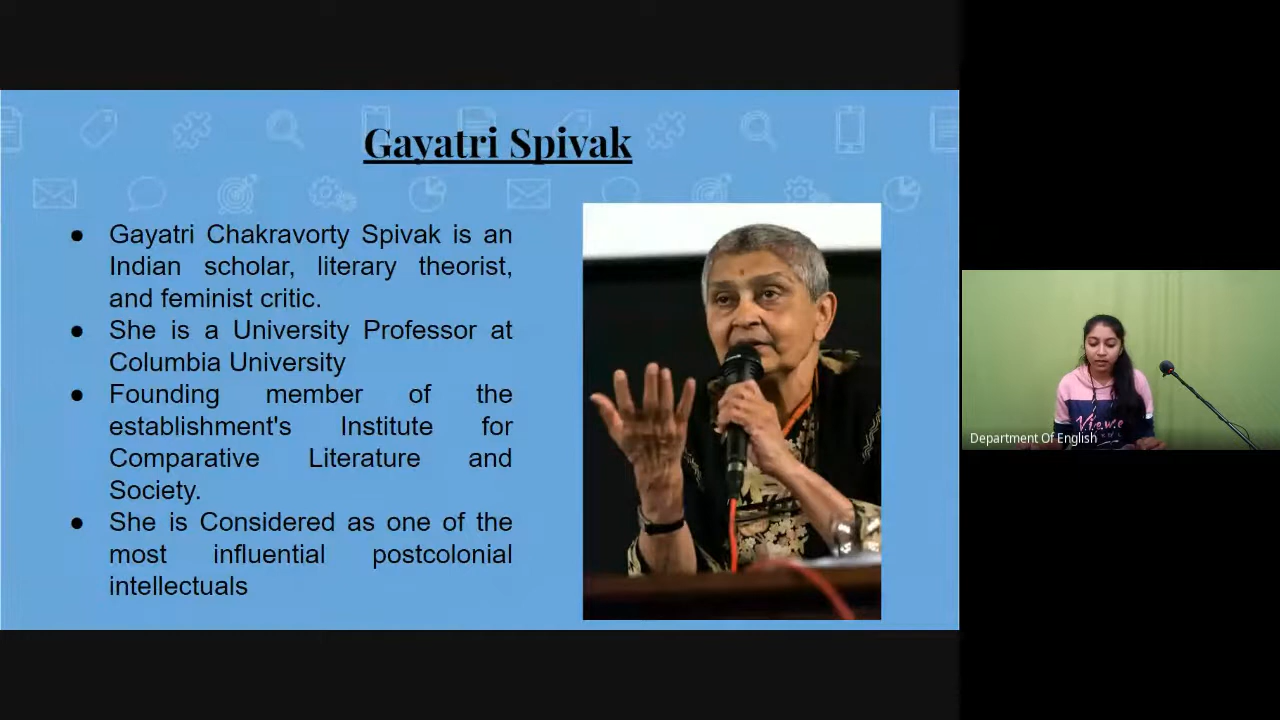 Gayatri Spivak
● Gayatri Chakravorty Spivak is an
Indian scholar, literary theorist,
and feminist critic.
● She is a University Professor at
Columbia University
● Founding member of the
establishment's Institute for
Comparative Literature and
Society.
● She is Considered as one of the
most influential postcolonial
intellectuals
Department Of English